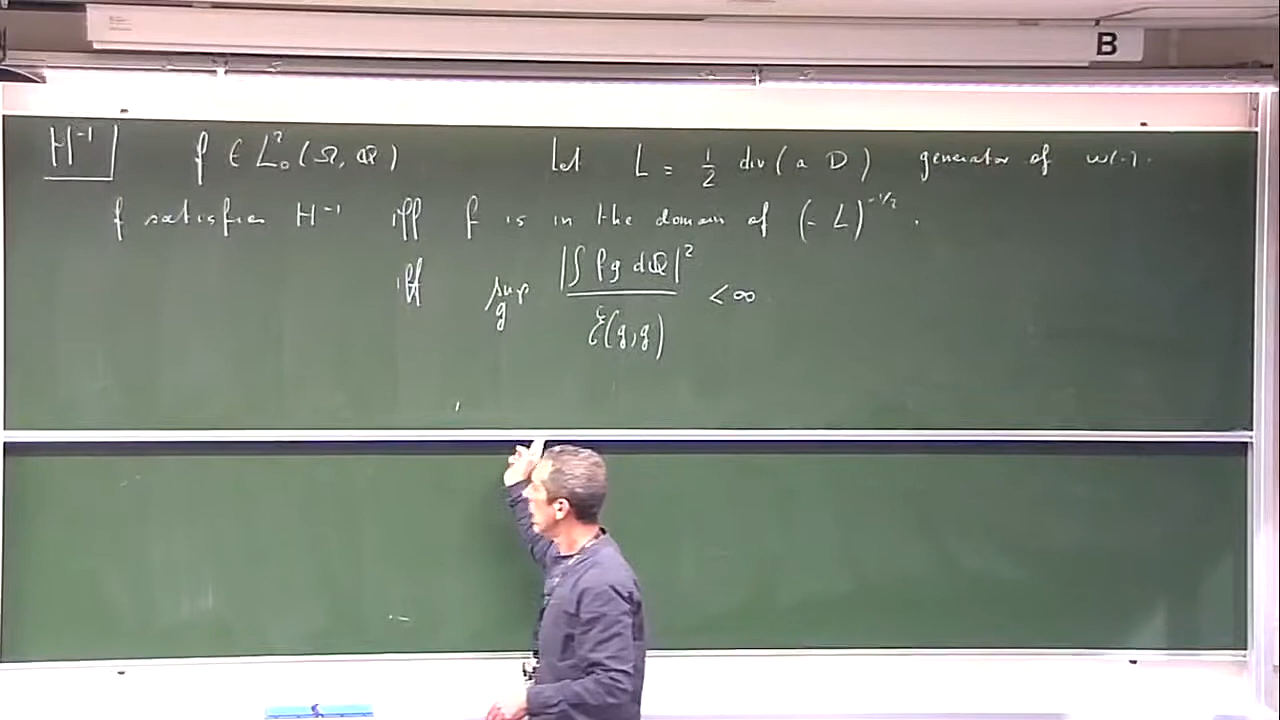 B
H⁻¹ f ∈ L²₀(Ω, ℚ) Let L = 1/2 div(a D) generator of ω(·).
f satisfies H⁻¹ iff f is in the domain of (-L)^{-1/2}.
iff sup_g |∫ f g dℚ|² / ℰ(g,g) < ∞